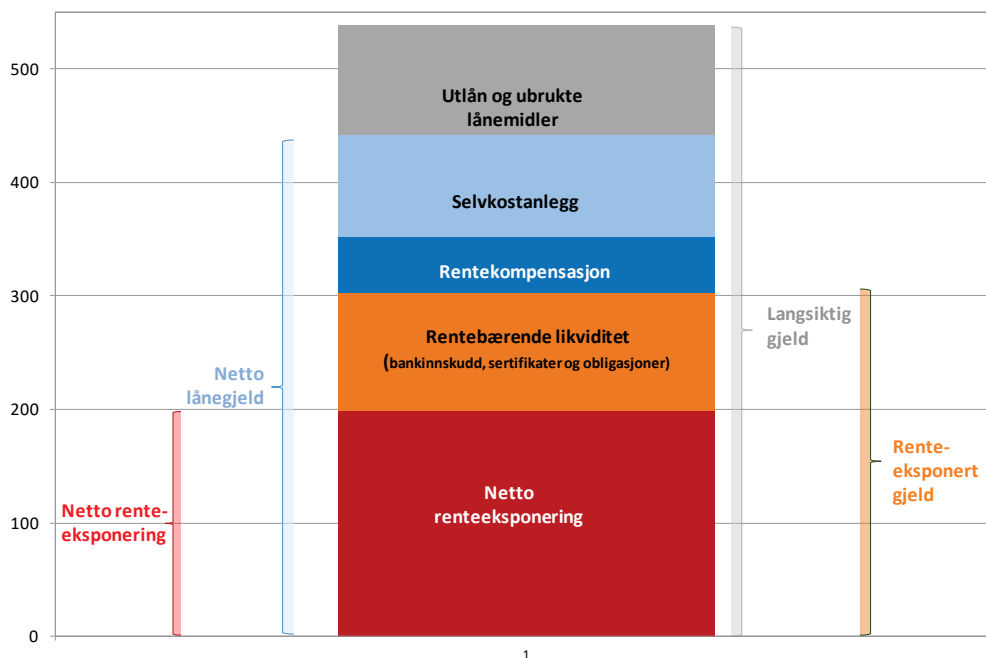 500
400
300
200
100
0
Utlån og ubrukte
lånemidler
Selvkostanlegg
Rentekompensasjon
Rentebærende likviditet
(bankinnskudd, sertifikater og obligasjoner)
Netto
renteeksponering
Netto
lånegjeld
Netto rente-
eksponering
Langsiktig
gjeld
Rente-
eksponert
gjeld
1